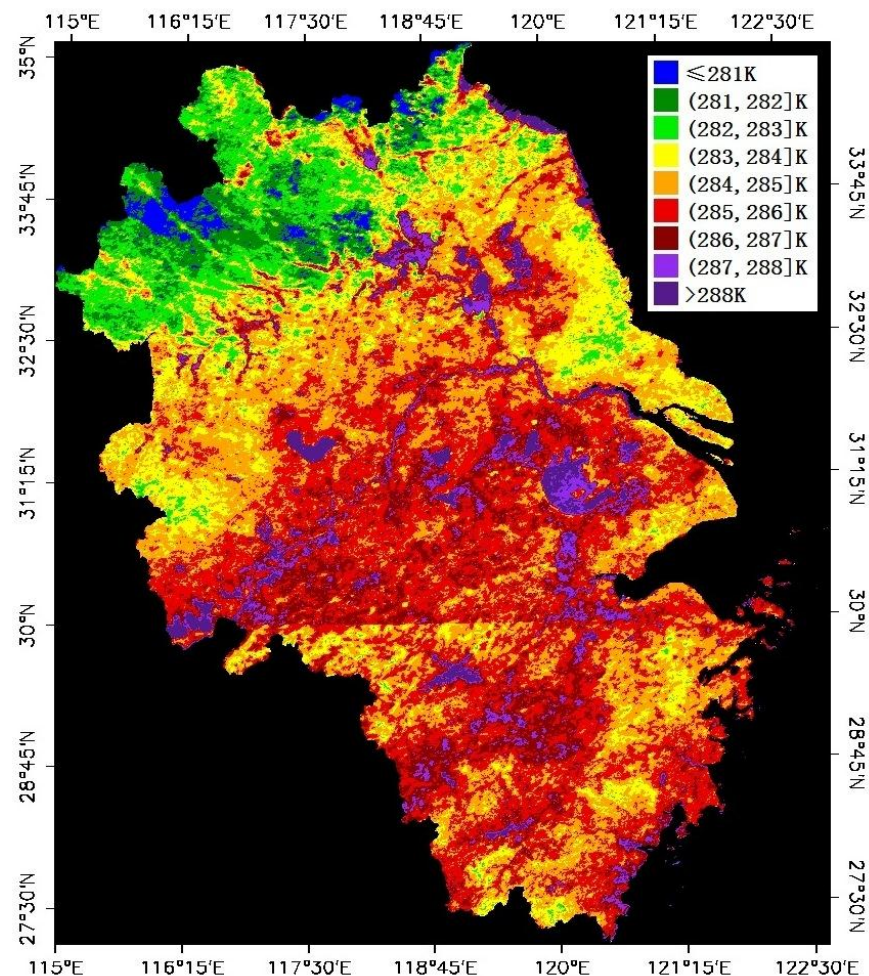 115°E 116°15'E 117°30'E 118°45'E 120°E 121°15'E 122°30'E
35°N
33°45'N
32°30'N
31°15'N
30°N
28°45'N
27°30'N
≤281K
(281, 282]K
(282, 283]K
(283, 284]K
(284, 285]K
(285, 286]K
(286, 287]K
(287, 288]K
>288K
33°45'N
32°30'N
31°15'N
30°N
28°45'N
27°30'N
115°E 116°15'E 117°30'E 118°45'E 120°E 121°15'E 122°30'E